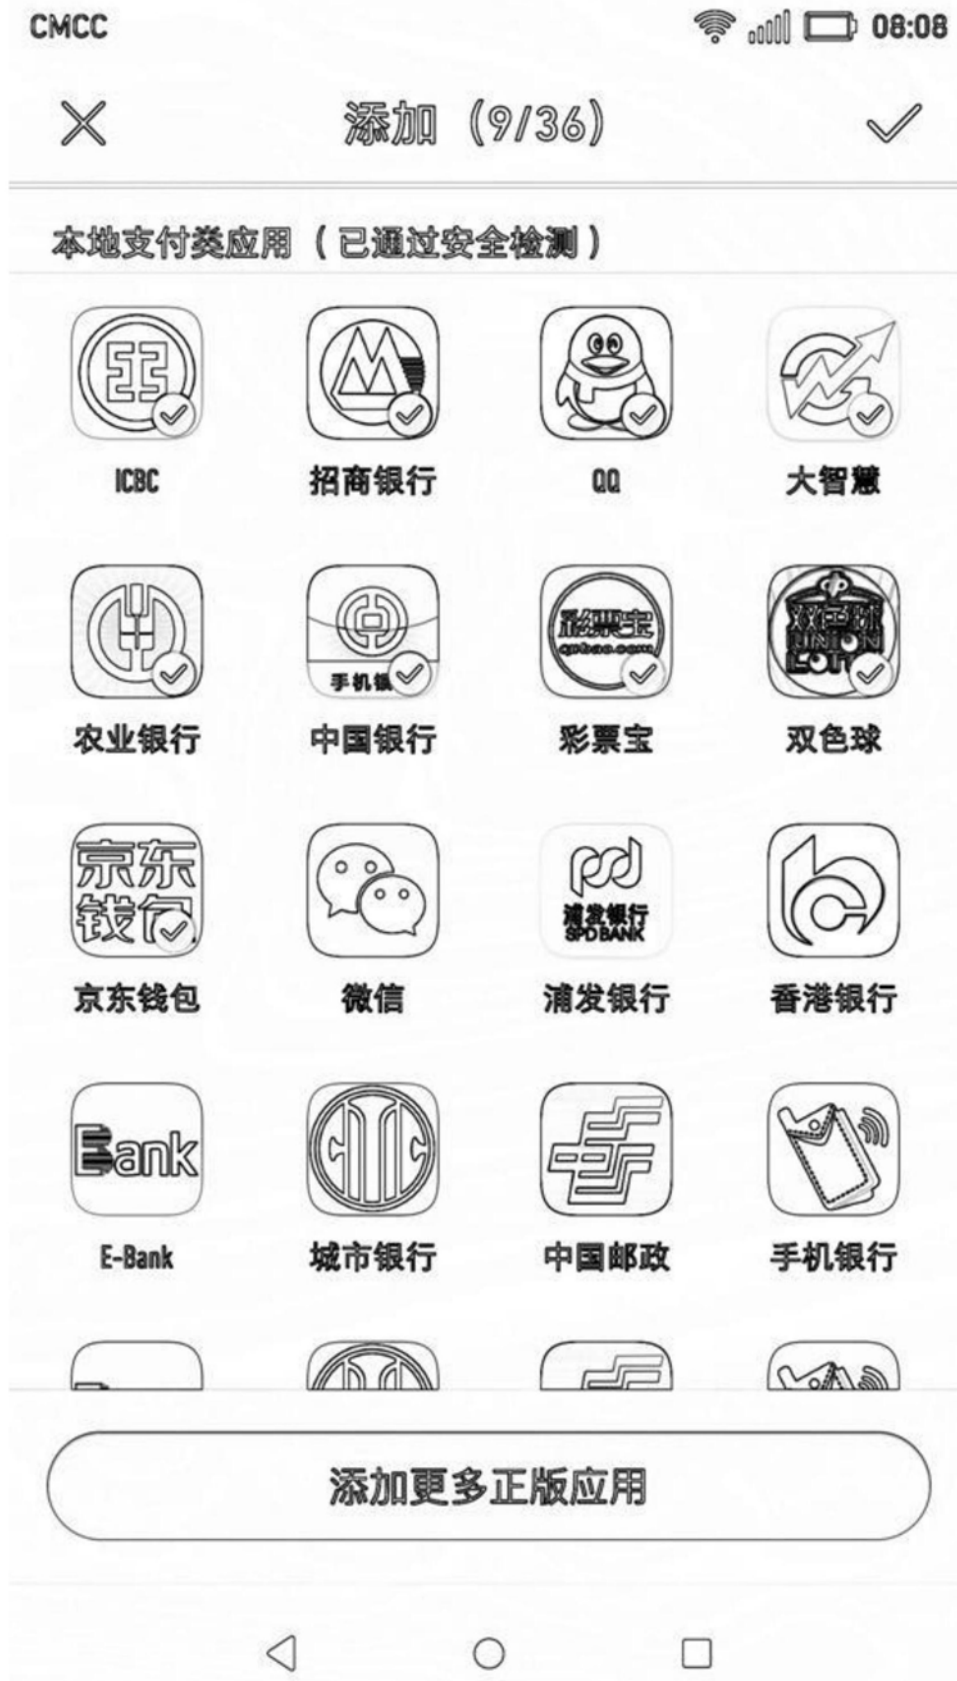 CMCC 08:08
添加（9/36）
本地支付类应用（已通过安全检测）
ICBC 招商银行 QQ 大智慧
手机银
彩票宝
cpbao.com
双色球
UNION
LOTTO
农业银行 中国银行 彩票宝 双色球
京东
钱包
浦发银行
SPD BANK
京东钱包 微信 浦发银行 香港银行
Bank
E-Bank 城市银行 中国邮政 手机银行
添加更多正版应用